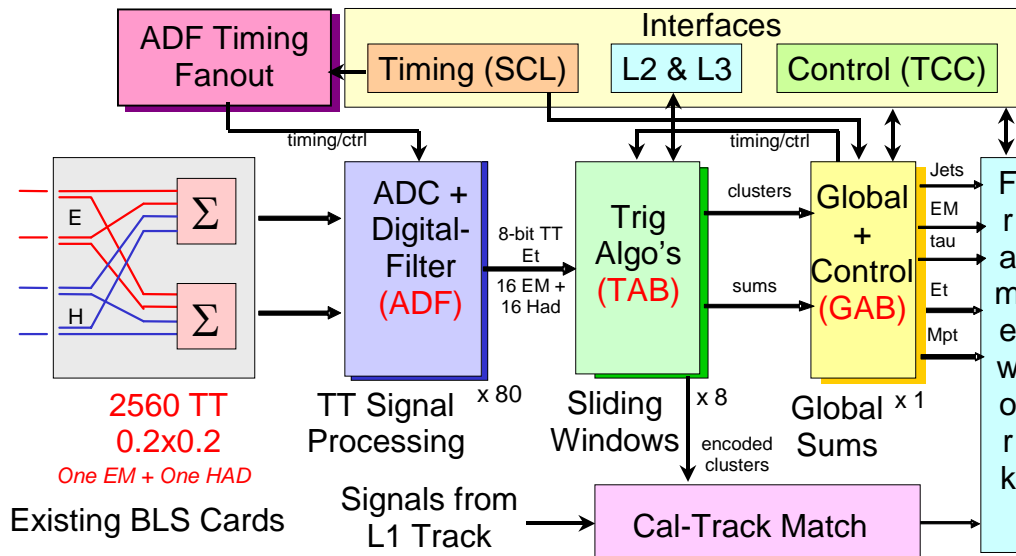 Interfaces
ADF Timing
Fanout
Timing (SCL)
L2 & L3
Control (TCC)
timing/ctrl
timing/ctrl
E
H
Σ
Σ
ADC +
Digital-
Filter
(ADF)
8-bit TT
Et
16 EM +
16 Had
Trig
Algo's
(TAB)
clusters
sums
Global
+
Control
(GAB)
Jets
EM
tau
Et
Mpt
Framework
2560 TT
0.2x0.2
One EM + One HAD
Existing BLS Cards
x 80
TT Signal
Processing
x 8
Sliding
Windows
x 1
Global
Sums
encoded
clusters
Signals from
L1 Track
Cal-Track Match